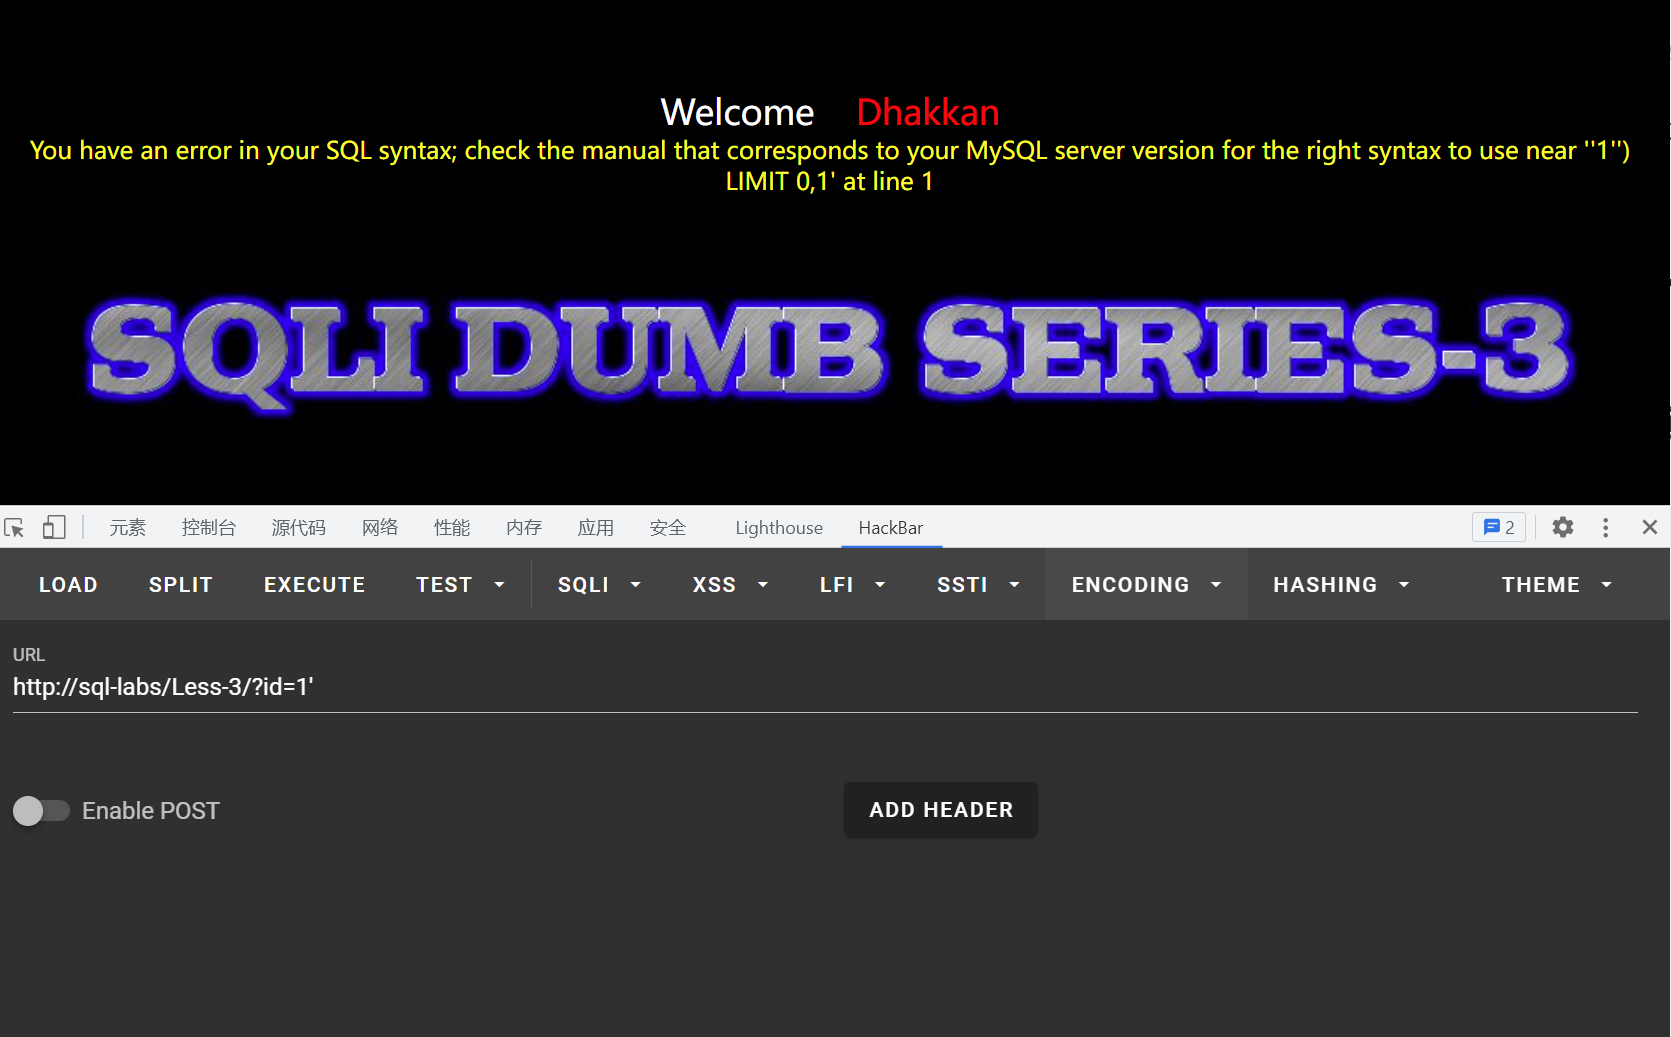 Welcome Dhakkan
You have an error in your SQL syntax; check the manual that corresponds to your MySQL server version for the right syntax to use near ''1'')
LIMIT 0,1' at line 1
SQLI DUMB SERIES-3
元素 控制台 源代码 网络 性能 内存 应用 安全 Lighthouse HackBar 2
LOAD SPLIT EXECUTE TEST SQLI XSS LFI SSTI ENCODING HASHING THEME
URL
http://sql-labs/Less-3/?id=1'
Enable POST ADD HEADER